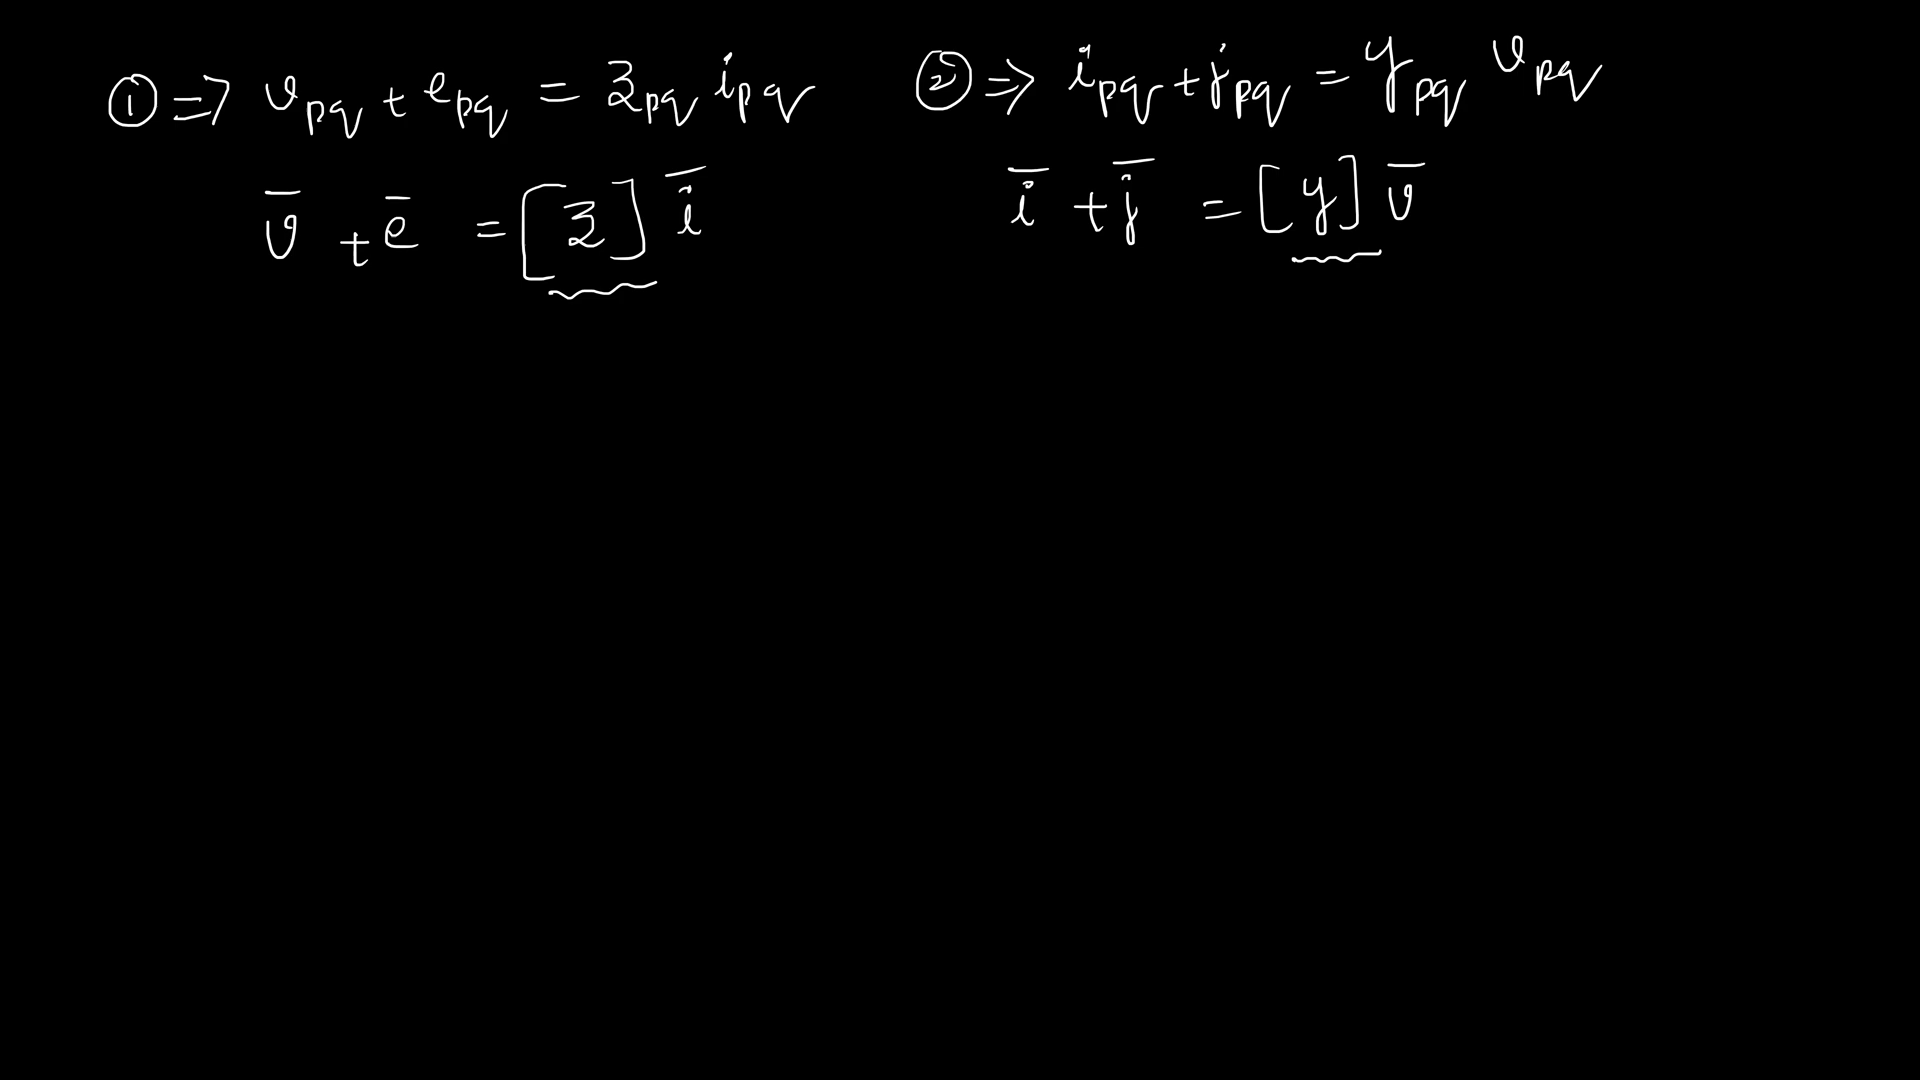 ① ⇒ v_pq + e_pq = z_pq i_pq
v̅ + e̅ = [z] i̅
② ⇒ i_pq + j_pq = y_pq v_pq
i̅ + j̅ = [y] v̅